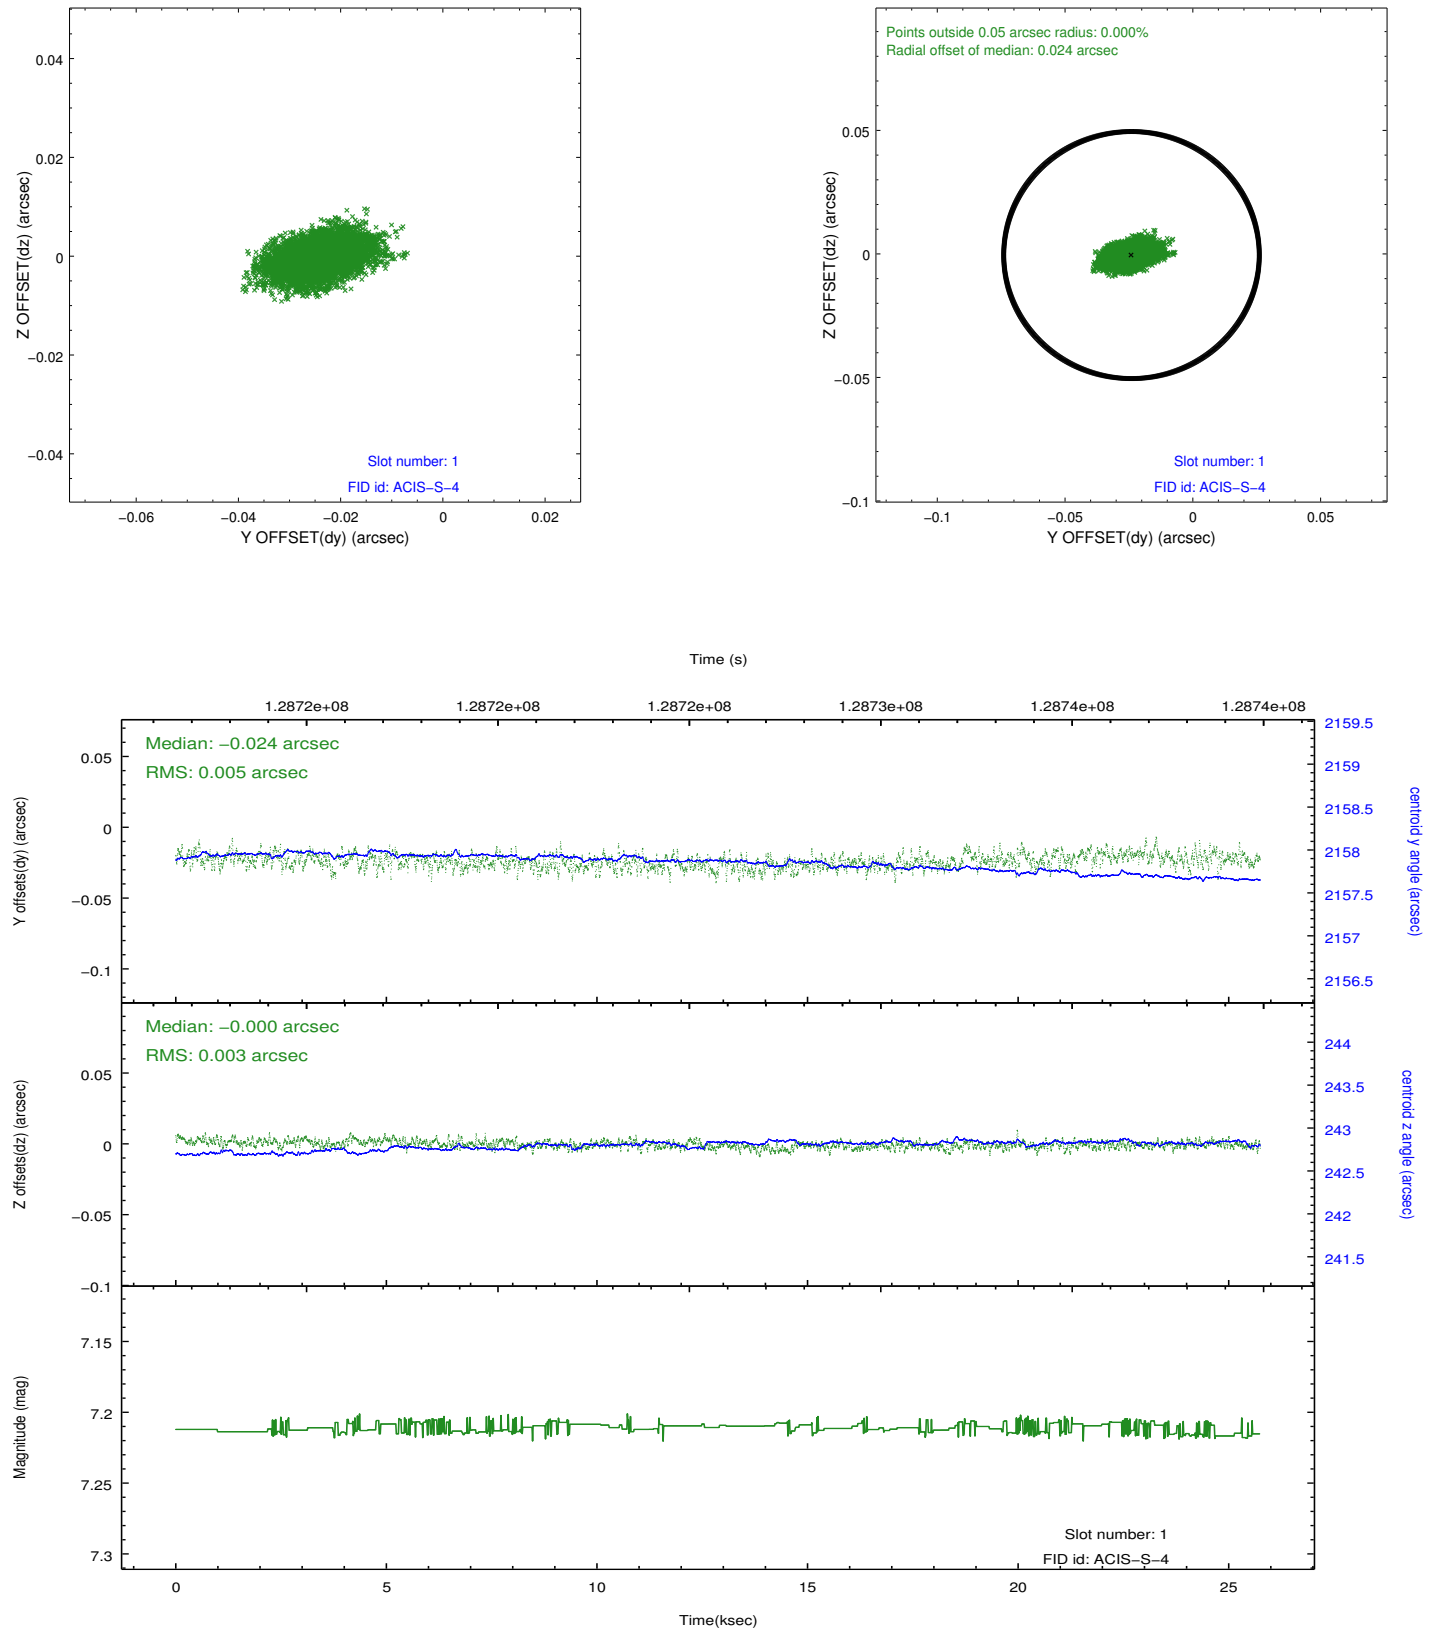 0.04
0.02
0
−0.02
−0.04
Z OFFSET(dz) (arcsec)
Slot number: 1
FID id: ACIS−S−4
−0.06
−0.04
−0.02
0
0.02
Y OFFSET(dy) (arcsec)
Points outside 0.05 arcsec radius: 0.000%
Radial offset of median: 0.024 arcsec
0.05
0
−0.05
−0.1
Z OFFSET(dz) (arcsec)
Slot number: 1
FID id: ACIS−S−4
−0.1
−0.05
0
0.05
Y OFFSET(dy) (arcsec)
Time (s)
1.2872e+08
1.2872e+08
1.2872e+08
1.2873e+08
1.2874e+08
1.2874e+08
Median: −0.024 arcsec
RMS: 0.005 arcsec
0.05
0
−0.05
−0.1
Y offsets(dy) (arcsec)
2159.5
2159
2158.5
2158
2157.5
2157
2156.5
centroid y angle (arcsec)
Median: −0.000 arcsec
RMS: 0.003 arcsec
0.05
0
−0.05
−0.1
Z offsets(dz) (arcsec)
244
243.5
243
242.5
242
241.5
centroid z angle (arcsec)
7.15
7.2
7.25
7.3
Magnitude (mag)
Slot number: 1
FID id: ACIS−S−4
0
5
10
15
20
25
Time(ksec)